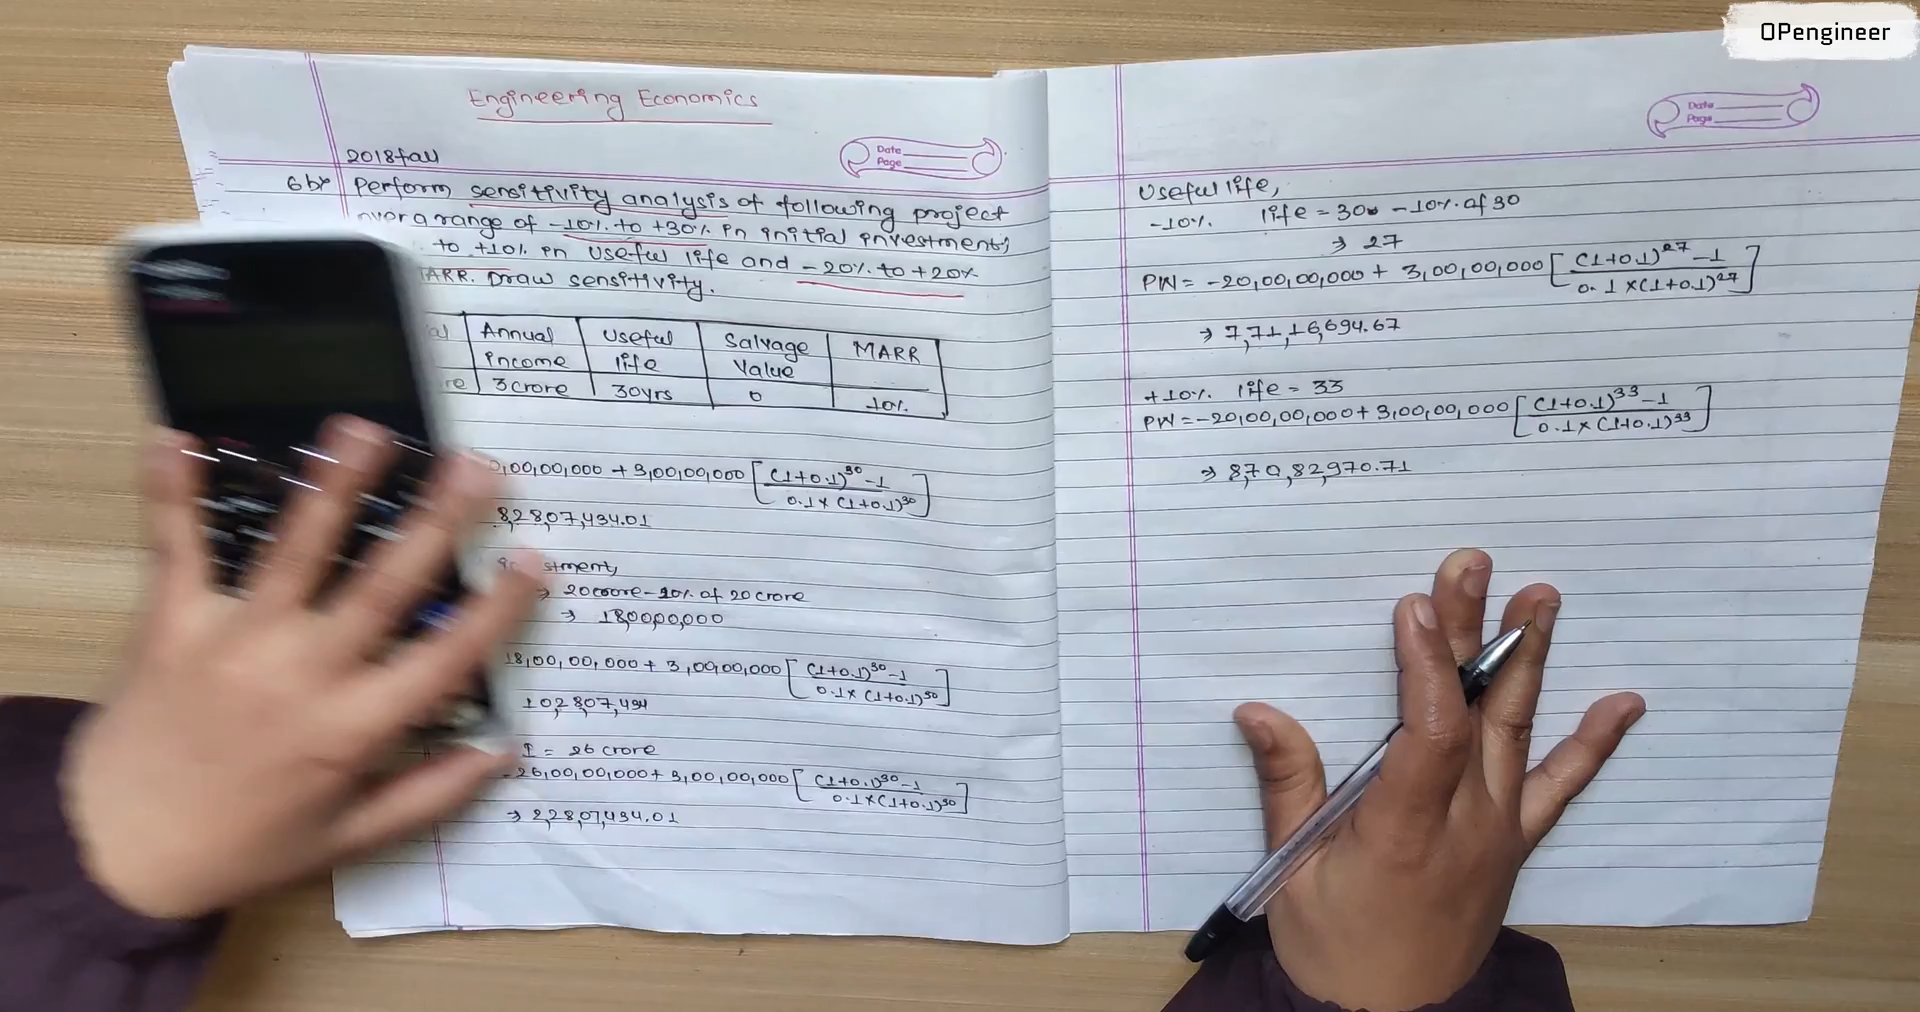 OPengineer
Engineering Economics
Date
Page
2018fall
6b) Perform sensitivity analysis of following project
over a range of -10% to +30% in initial investment,
to +10% in useful life and -20% to +20%
MARR. Draw sensitivity.
Annual Useful Salvage MARR
income life Value
3crore 30yrs 0 10%
0,00,00,000 + 3,00,00,000 [ (1+0.1)^30 -1 / 0.1 × (1+0.1)^30 ]
8,28,07,434.01
stment,
⇒ 20crore - 10% of 20 crore
⇒ 180000,000
18,00,00,000 + 3,00,00,000 [ (1+0.1)^30 -1 / 0.1 × (1+0.1)^30 ]
10,2,807,434
I = 26 crore
-26,00,00,000 + 3,00,00,000 [ (1+0.1)^30 -1 / 0.1 × (1+0.1)^30 ]
⇒ 2,28,07,434.01
Date
Page
Useful life,
-10% life = 30 - 10% of 30
⇒ 27
PW = -20,00,00,000 + 3,00,00,000 [ (1+0.1)^27 -1 / 0.1 × (1+0.1)^27 ]
⇒ 7,71,16,694.67
+10% life = 33
PW = -20,00,00,000 + 3,00,00,000 [ (1+0.1)^33 -1 / 0.1 × (1+0.1)^33 ]
⇒ 8,70,82,970.71